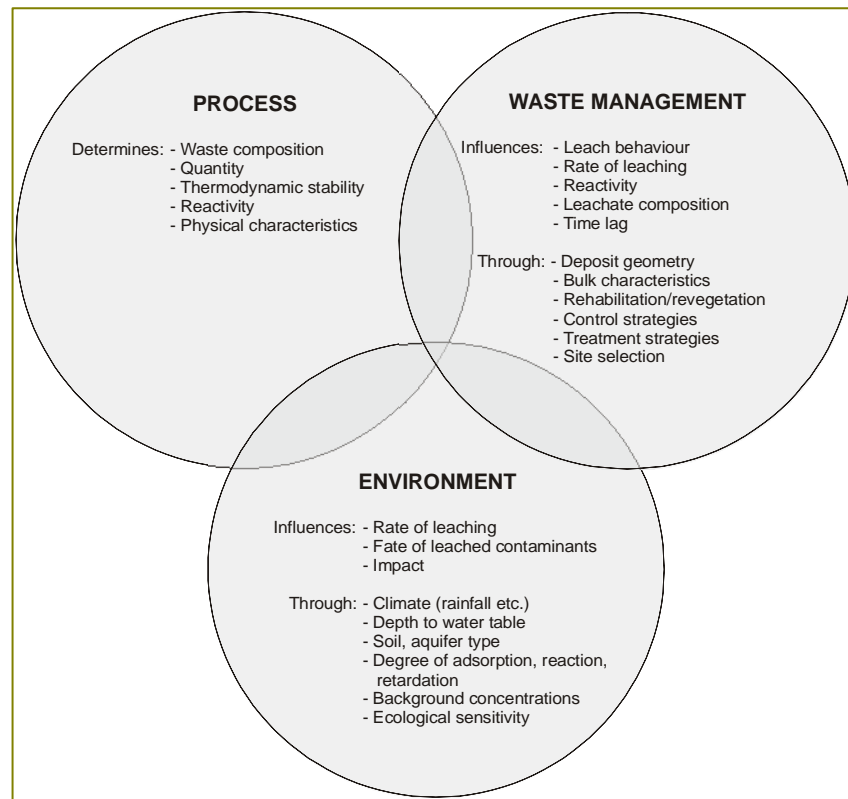 PROCESS
Determines: - Waste composition
- Quantity
- Thermodynamic stability
- Reactivity
- Physical characteristics
WASTE MANAGEMENT
Influences: - Leach behaviour
- Rate of leaching
- Reactivity
- Leachate composition
- Time lag
Through: - Deposit geometry
- Bulk characteristics
- Rehabilitation/revegetation
- Control strategies
- Treatment strategies
- Site selection
ENVIRONMENT
Influences: - Rate of leaching
- Fate of leached contaminants
- Impact
Through: - Climate (rainfall etc.)
- Depth to water table
- Soil, aquifer type
- Degree of adsorption, reaction,
retardation
- Background concentrations
- Ecological sensitivity